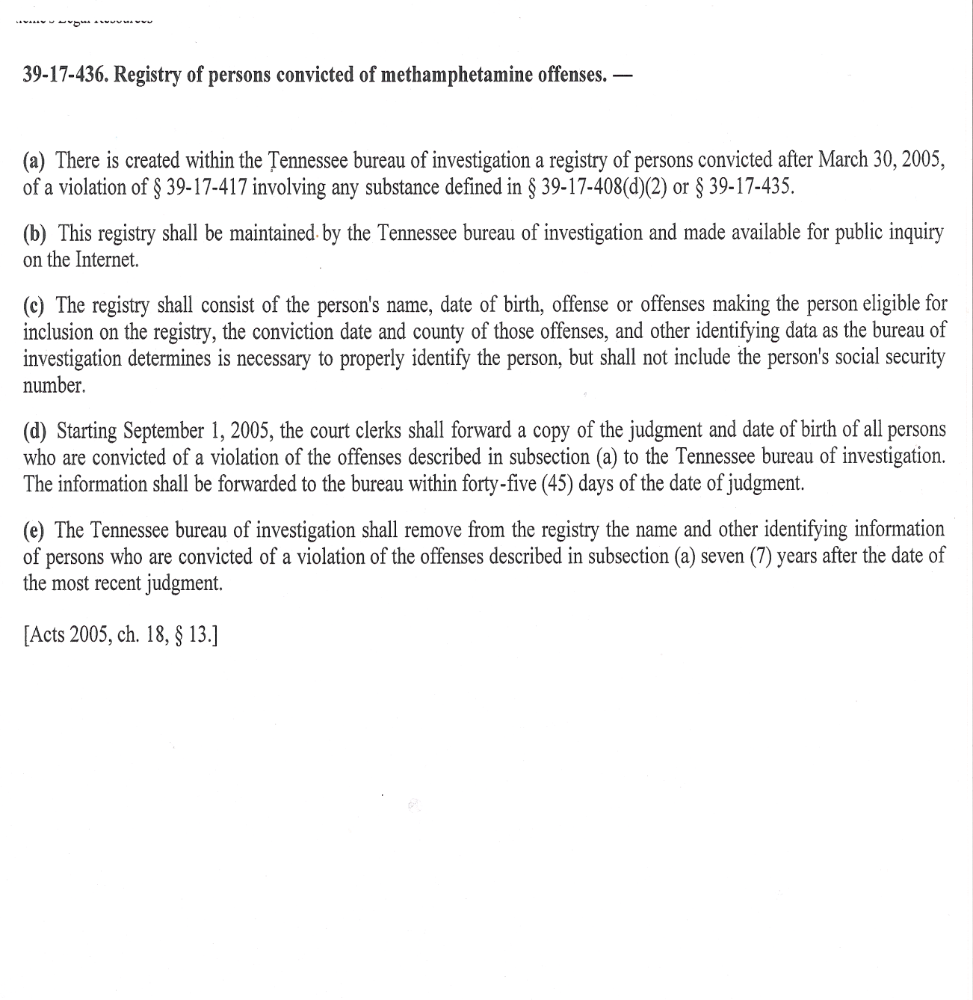 39-17-436. Registry of persons convicted of methamphetamine offenses. —
(a) There is created within the Tennessee bureau of investigation a registry of persons convicted after March 30, 2005,
of a violation of § 39-17-417 involving any substance defined in § 39-17-408(d)(2) or § 39-17-435.
(b) This registry shall be maintained by the Tennessee bureau of investigation and made available for public inquiry
on the Internet.
(c) The registry shall consist of the person's name, date of birth, offense or offenses making the person eligible for
inclusion on the registry, the conviction date and county of those offenses, and other identifying data as the bureau of
investigation determines is necessary to properly identify the person, but shall not include the person's social security
number.
(d) Starting September 1, 2005, the court clerks shall forward a copy of the judgment and date of birth of all persons
who are convicted of a violation of the offenses described in subsection (a) to the Tennessee bureau of investigation.
The information shall be forwarded to the bureau within forty-five (45) days of the date of judgment.
(e) The Tennessee bureau of investigation shall remove from the registry the name and other identifying information
of persons who are convicted of a violation of the offenses described in subsection (a) seven (7) years after the date of
the most recent judgment.
[Acts 2005, ch. 18, § 13.]